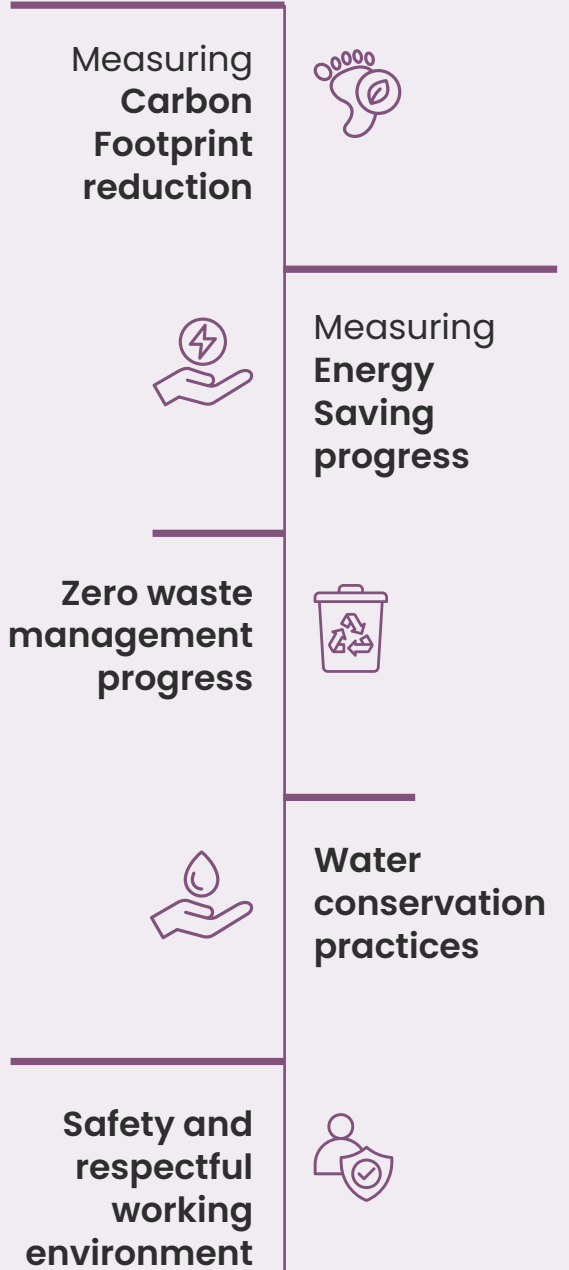 Measuring
Carbon
Footprint
reduction
Measuring
Energy
Saving
progress
Zero waste
management
progress
Water
conservation
practices
Safety and
respectful
working
environment